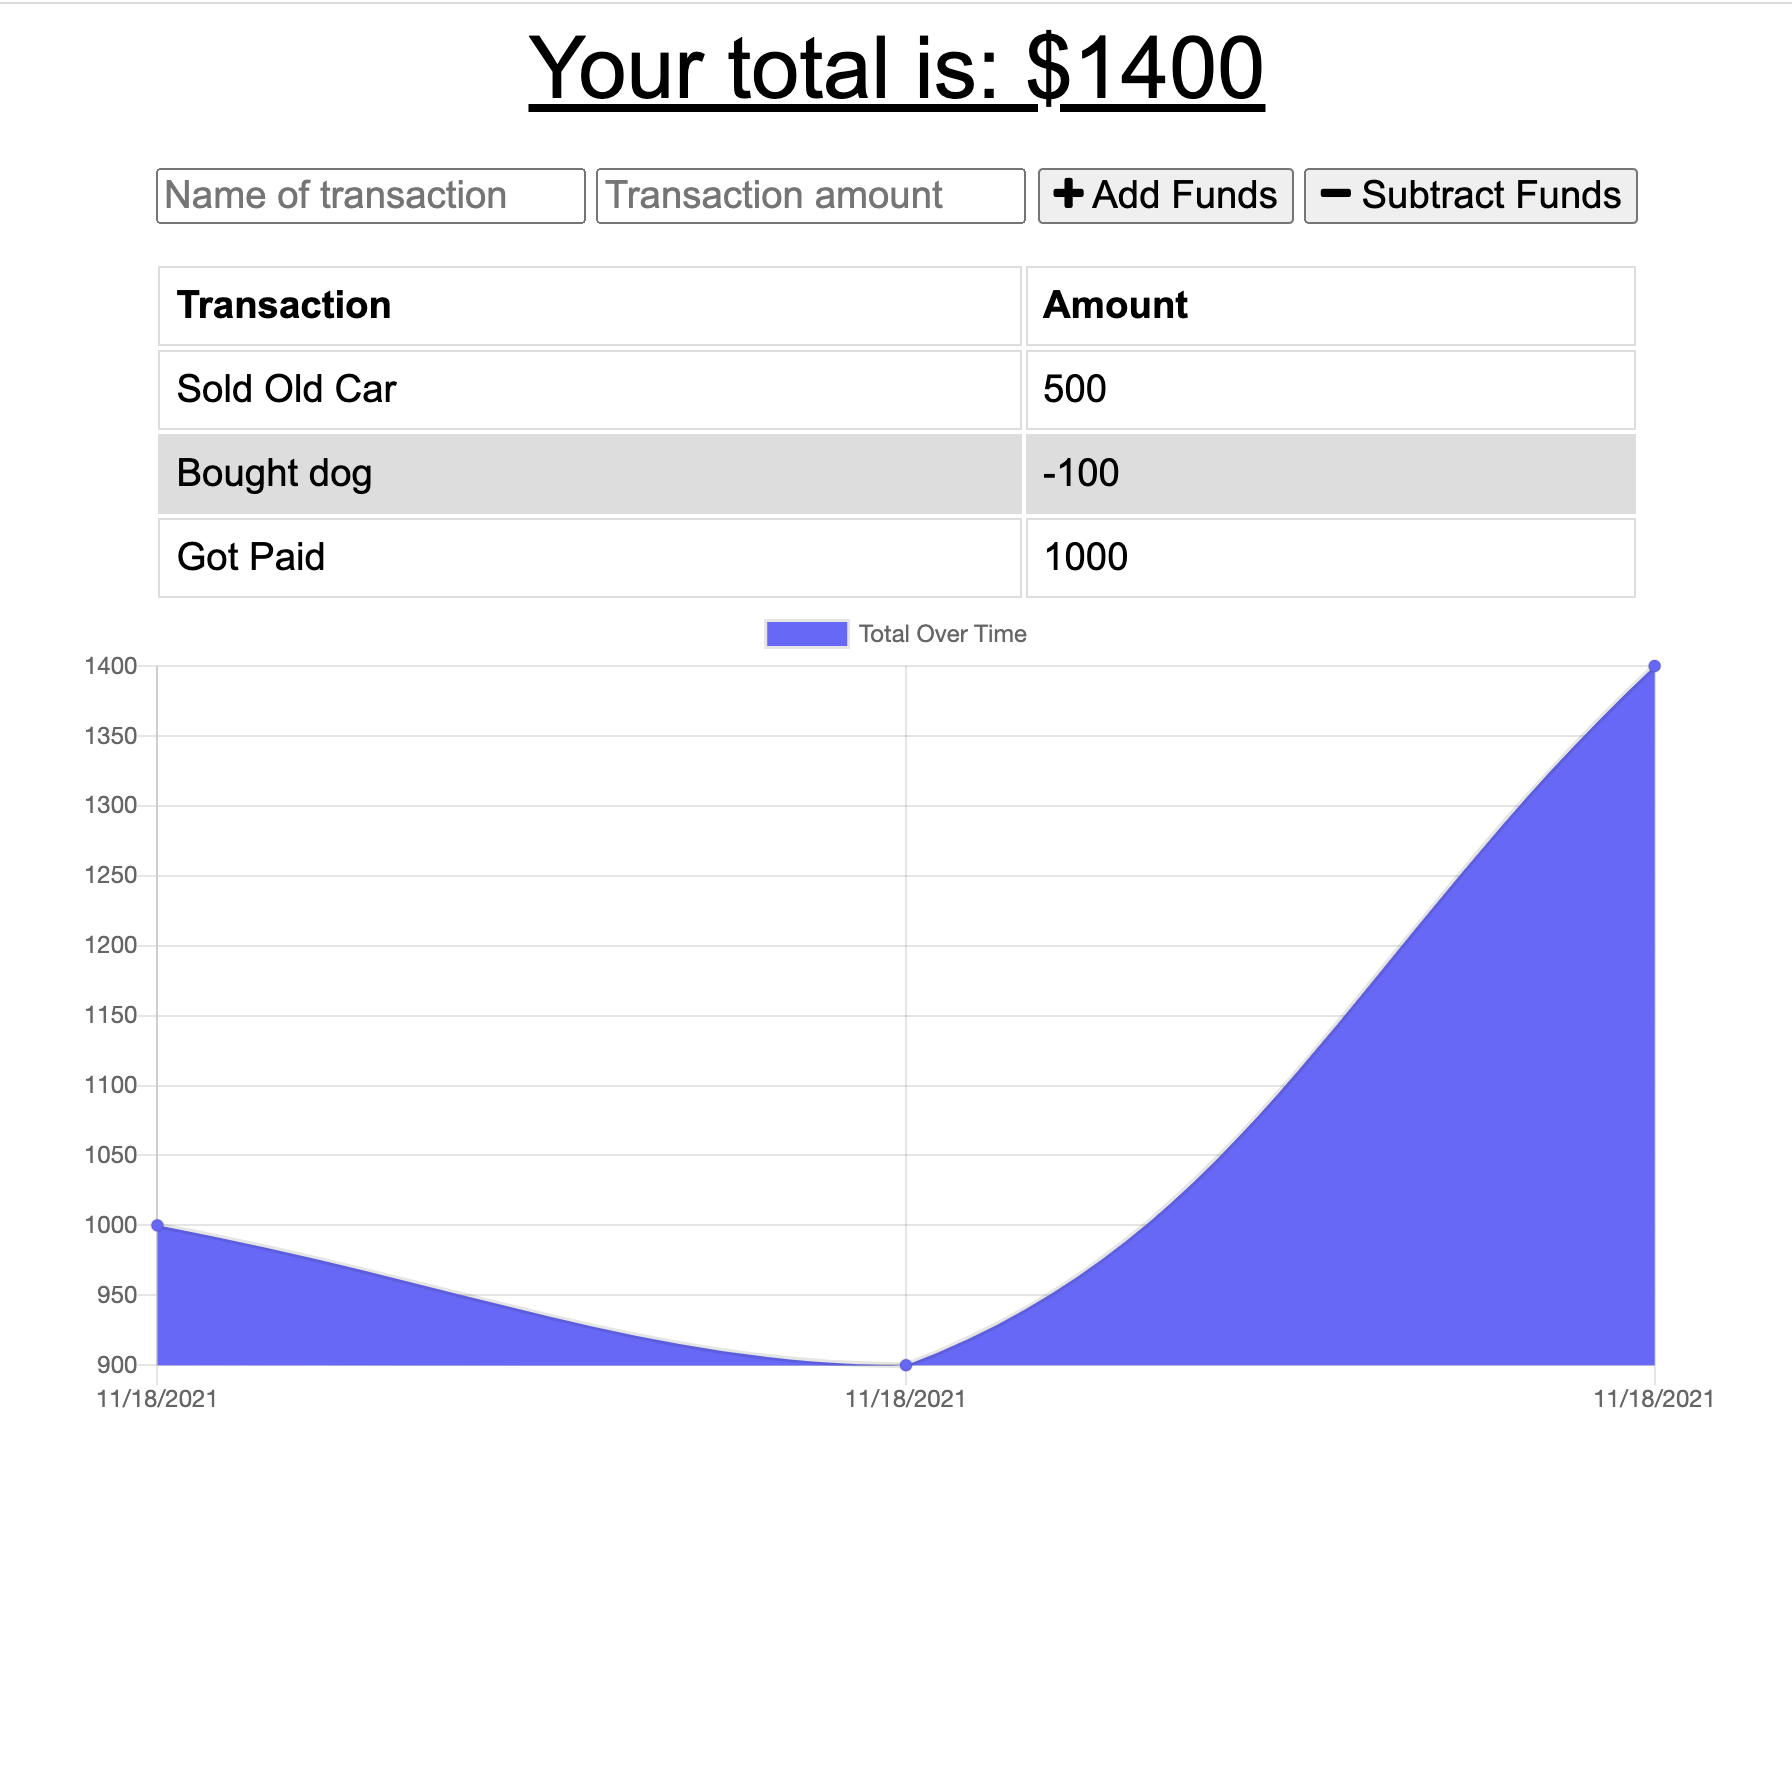 Your total is: $1400
Name of transaction Transaction amount Add Funds Subtract Funds
Transaction Amount
Sold Old Car 500
Bought dog -100
Got Paid 1000
Total Over Time
1400
1350
1300
1250
1200
1150
1100
1050
1000
950
900
11/18/2021 11/18/2021 11/18/2021